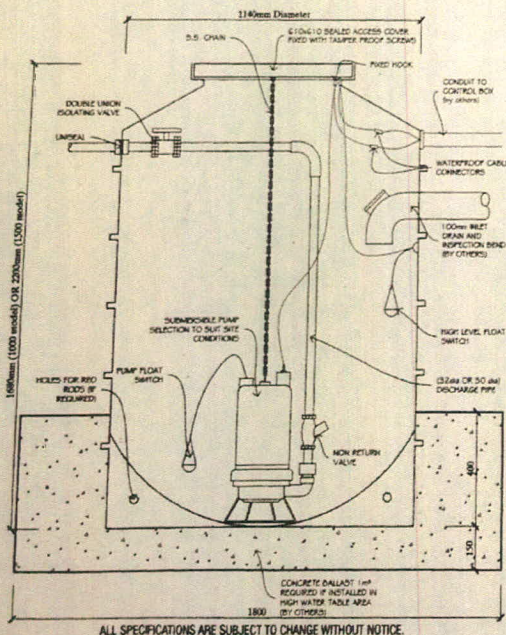 1140mm Diameter
S.S. CHAIN
610x610 SEALED ACCESS COVER
FIXED WITH TAMPER PROOF SCREWS
FIXED HOOK
CONDUIT TO
CONTROL BOX
(by others)
DOUBLE UNION
ISOLATING VALVE
UNISEAL
WATERPROOF CABLE
CONNECTORS
100mm INLET
DRAIN AND
INSPECTION BEND
(BY OTHERS)
1680mm (1000 model) OR 2200mm (1500 model)
HIGH LEVEL FLOAT
SWITCH
SUBMERSIBLE PUMP
SELECTION TO SUIT SITE
CONDITIONS
PUMP FLOAT
SWITCH
(32dia OR 50 dia)
DISCHARGE PIPE
HOLES FOR RED
RODS (IF
REQUIRED)
NON RETURN
VALVE
400
150
CONCRETE BALLAST 1m³
REQUIRED IF INSTALLED IN
HIGH WATER TABLE AREA
(BY OTHERS)
1800
ALL SPECIFICATIONS ARE SUBJECT TO CHANGE WITHOUT NOTICE.